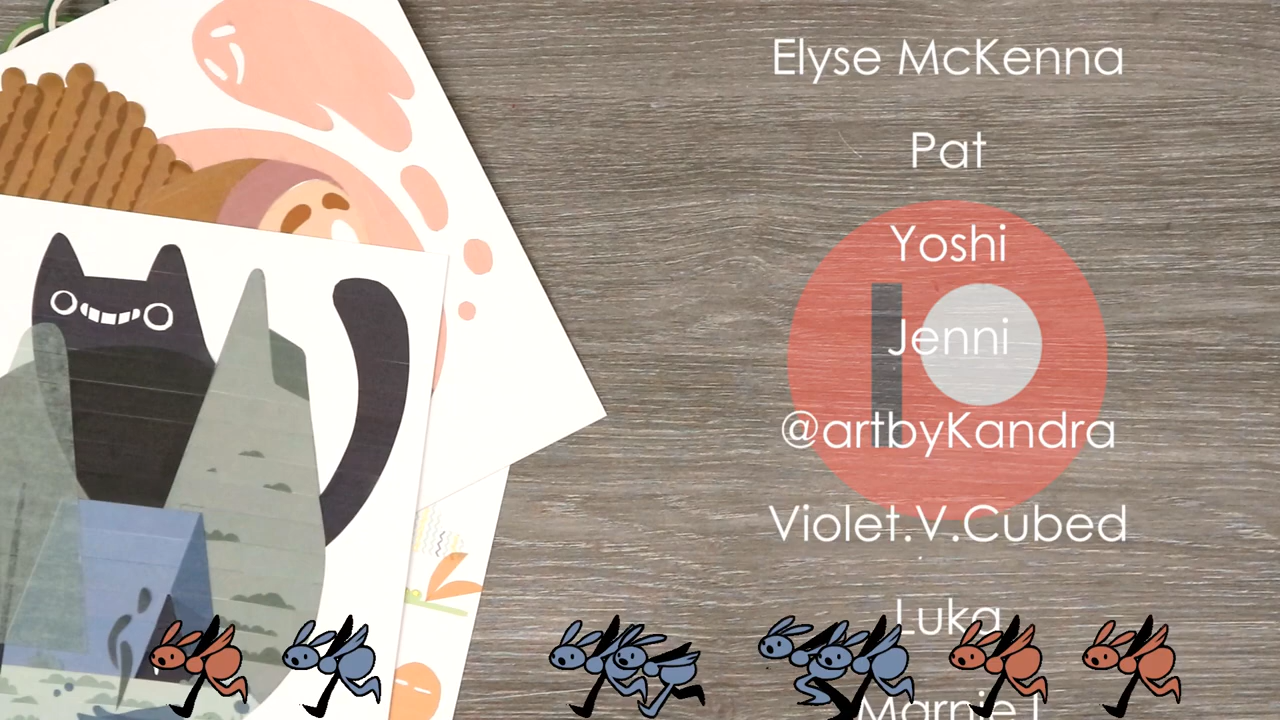 Elyse McKenna
Pat
Yoshi
Jenni
@artbyKandra
Violet.V.Cubed
Luka